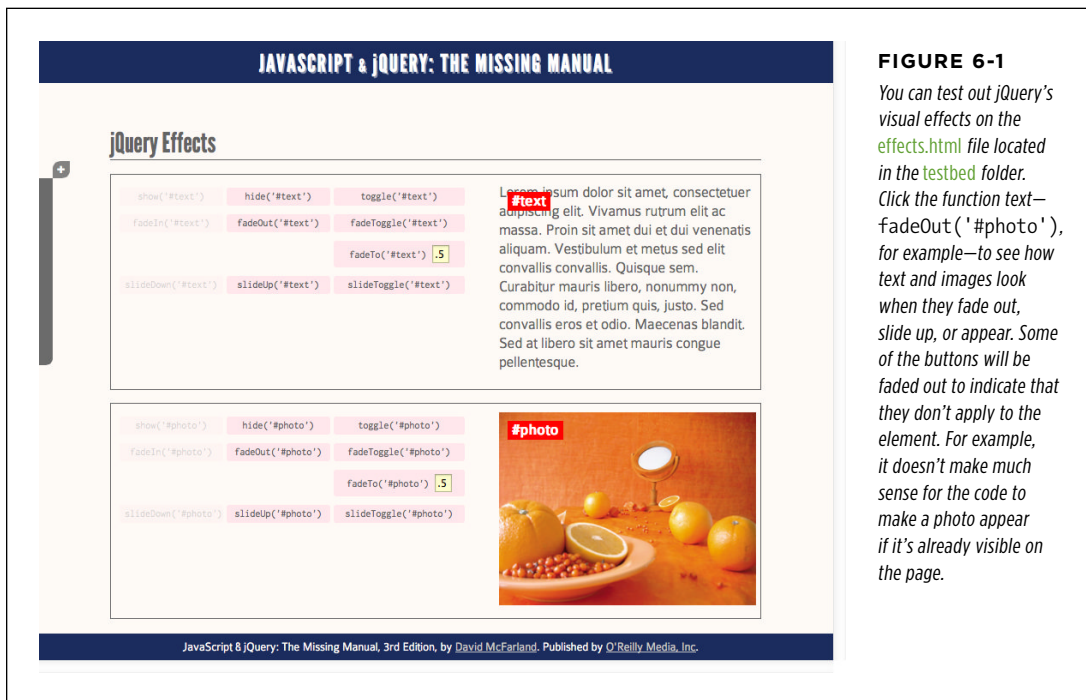 JAVASCRIPT & jQUERY: THE MISSING MANUAL
jQuery Effects
+
show('#text')
hide('#text')
toggle('#text')
fadeIn('#text')
fadeOut('#text')
fadeToggle('#text')
fadeTo('#text') .5
slideDown('#text')
slideUp('#text')
slideToggle('#text')
#text
Lorem ipsum dolor sit amet, consectetuer
adipiscing elit. Vivamus rutrum elit ac
massa. Proin sit amet dui et dui venenatis
aliquam. Vestibulum et metus sed elit
convallis convallis. Quisque sem.
Curabitur mauris libero, nonummy non,
commodo id, pretium quis, justo. Sed
convallis eros et odio. Maecenas blandit.
Sed at libero sit amet mauris congue
pellentesque.
show('#photo')
hide('#photo')
toggle('#photo')
fadeIn('#photo')
fadeOut('#photo')
fadeToggle('#photo')
fadeTo('#photo') .5
slideDown('#photo')
slideUp('#photo')
slideToggle('#photo')
#photo
JavaScript & jQuery: The Missing Manual, 3rd Edition, by David McFarland. Published by O'Reilly Media, Inc.
FIGURE 6-1
You can test out jQuery's
visual effects on the
effects.html file located
in the testbed folder.
Click the function text—
fadeOut('#photo'),
for example—to see how
text and images look
when they fade out,
slide up, or appear. Some
of the buttons will be
faded out to indicate that
they don't apply to the
element. For example,
it doesn't make much
sense for the code to
make a photo appear
if it's already visible on
the page.